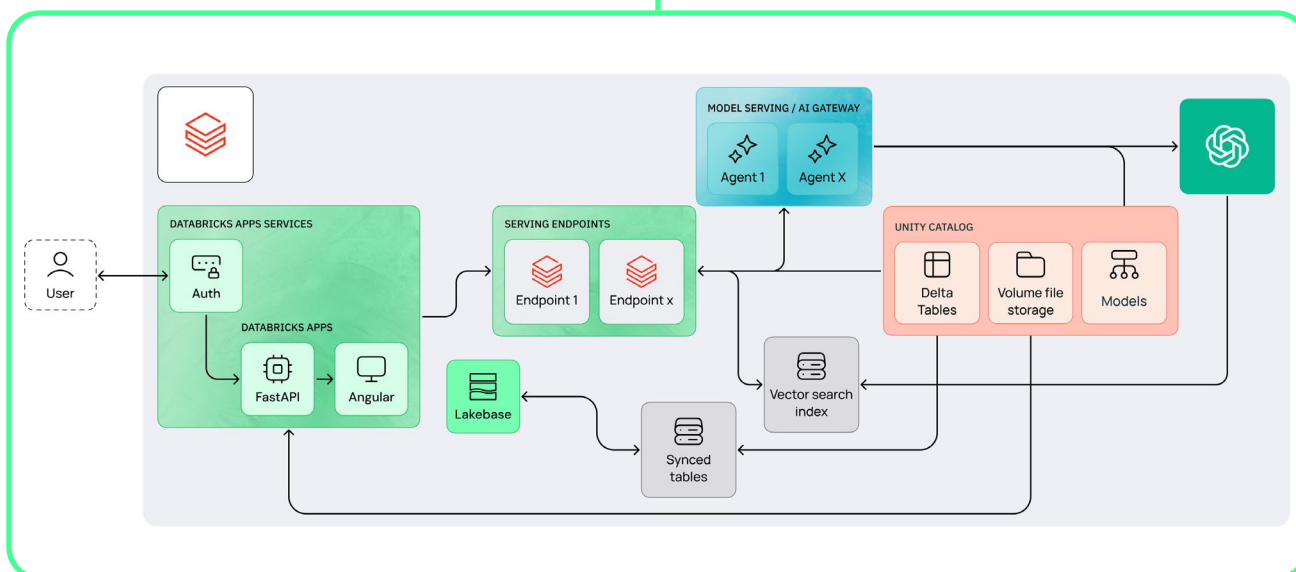 MODEL SERVING / AI GATEWAY
Agent 1
Agent X
DATABRICKS APPS SERVICES
Auth
DATABRICKS APPS
FastAPI
Angular
User
SERVING ENDPOINTS
Endpoint 1
Endpoint x
UNITY CATALOG
Delta
Tables
Volume file
storage
Models
Lakebase
Vector search
index
Synced
tables